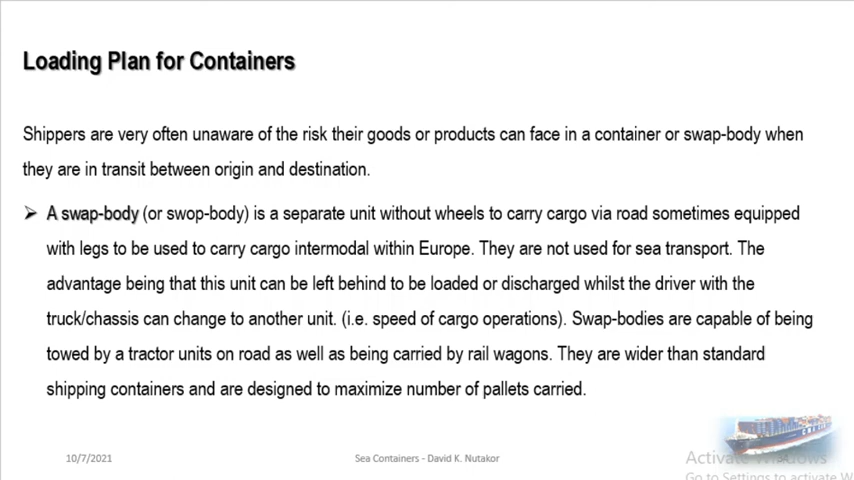 Loading Plan for Containers
Shippers are very often unaware of the risk their goods or products can face in a container or swap-body when
they are in transit between origin and destination.
➢ A swap-body (or swop-body) is a separate unit without wheels to carry cargo via road sometimes equipped
with legs to be used to carry cargo intermodal within Europe. They are not used for sea transport. The
advantage being that this unit can be left behind to be loaded or discharged whilst the driver with the
truck/chassis can change to another unit. (i.e. speed of cargo operations). Swap-bodies are capable of being
towed by a tractor units on road as well as being carried by rail wagons. They are wider than standard
shipping containers and are designed to maximize number of pallets carried.
10/7/2021
Sea Containers - David K. Nutakor
Activate Windows
Go to Settings to activate W